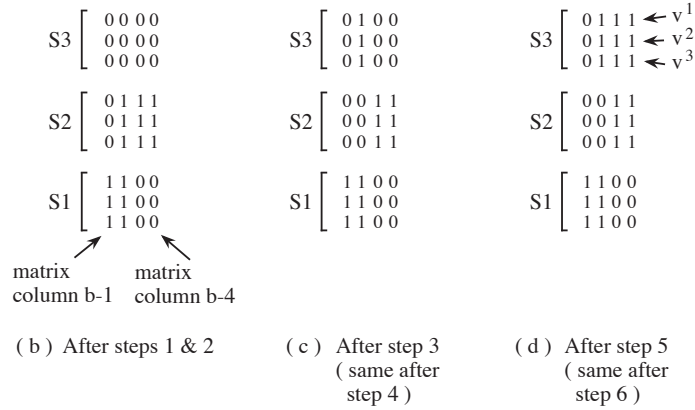 S3
0 0 0 0
0 0 0 0
0 0 0 0
S2
0 1 1 1
0 1 1 1
0 1 1 1
S1
1 1 0 0
1 1 0 0
1 1 0 0
matrix
column b-1
matrix
column b-4
( b ) After steps 1 & 2
S3
0 1 0 0
0 1 0 0
0 1 0 0
S2
0 0 1 1
0 0 1 1
0 0 1 1
S1
1 1 0 0
1 1 0 0
1 1 0 0
( c ) After step 3
( same after
step 4 )
S3
0 1 1 1 v¹
0 1 1 1 v²
0 1 1 1 v³
S2
0 0 1 1
0 0 1 1
0 0 1 1
S1
1 1 0 0
1 1 0 0
1 1 0 0
( d ) After step 5
( same after
step 6 )